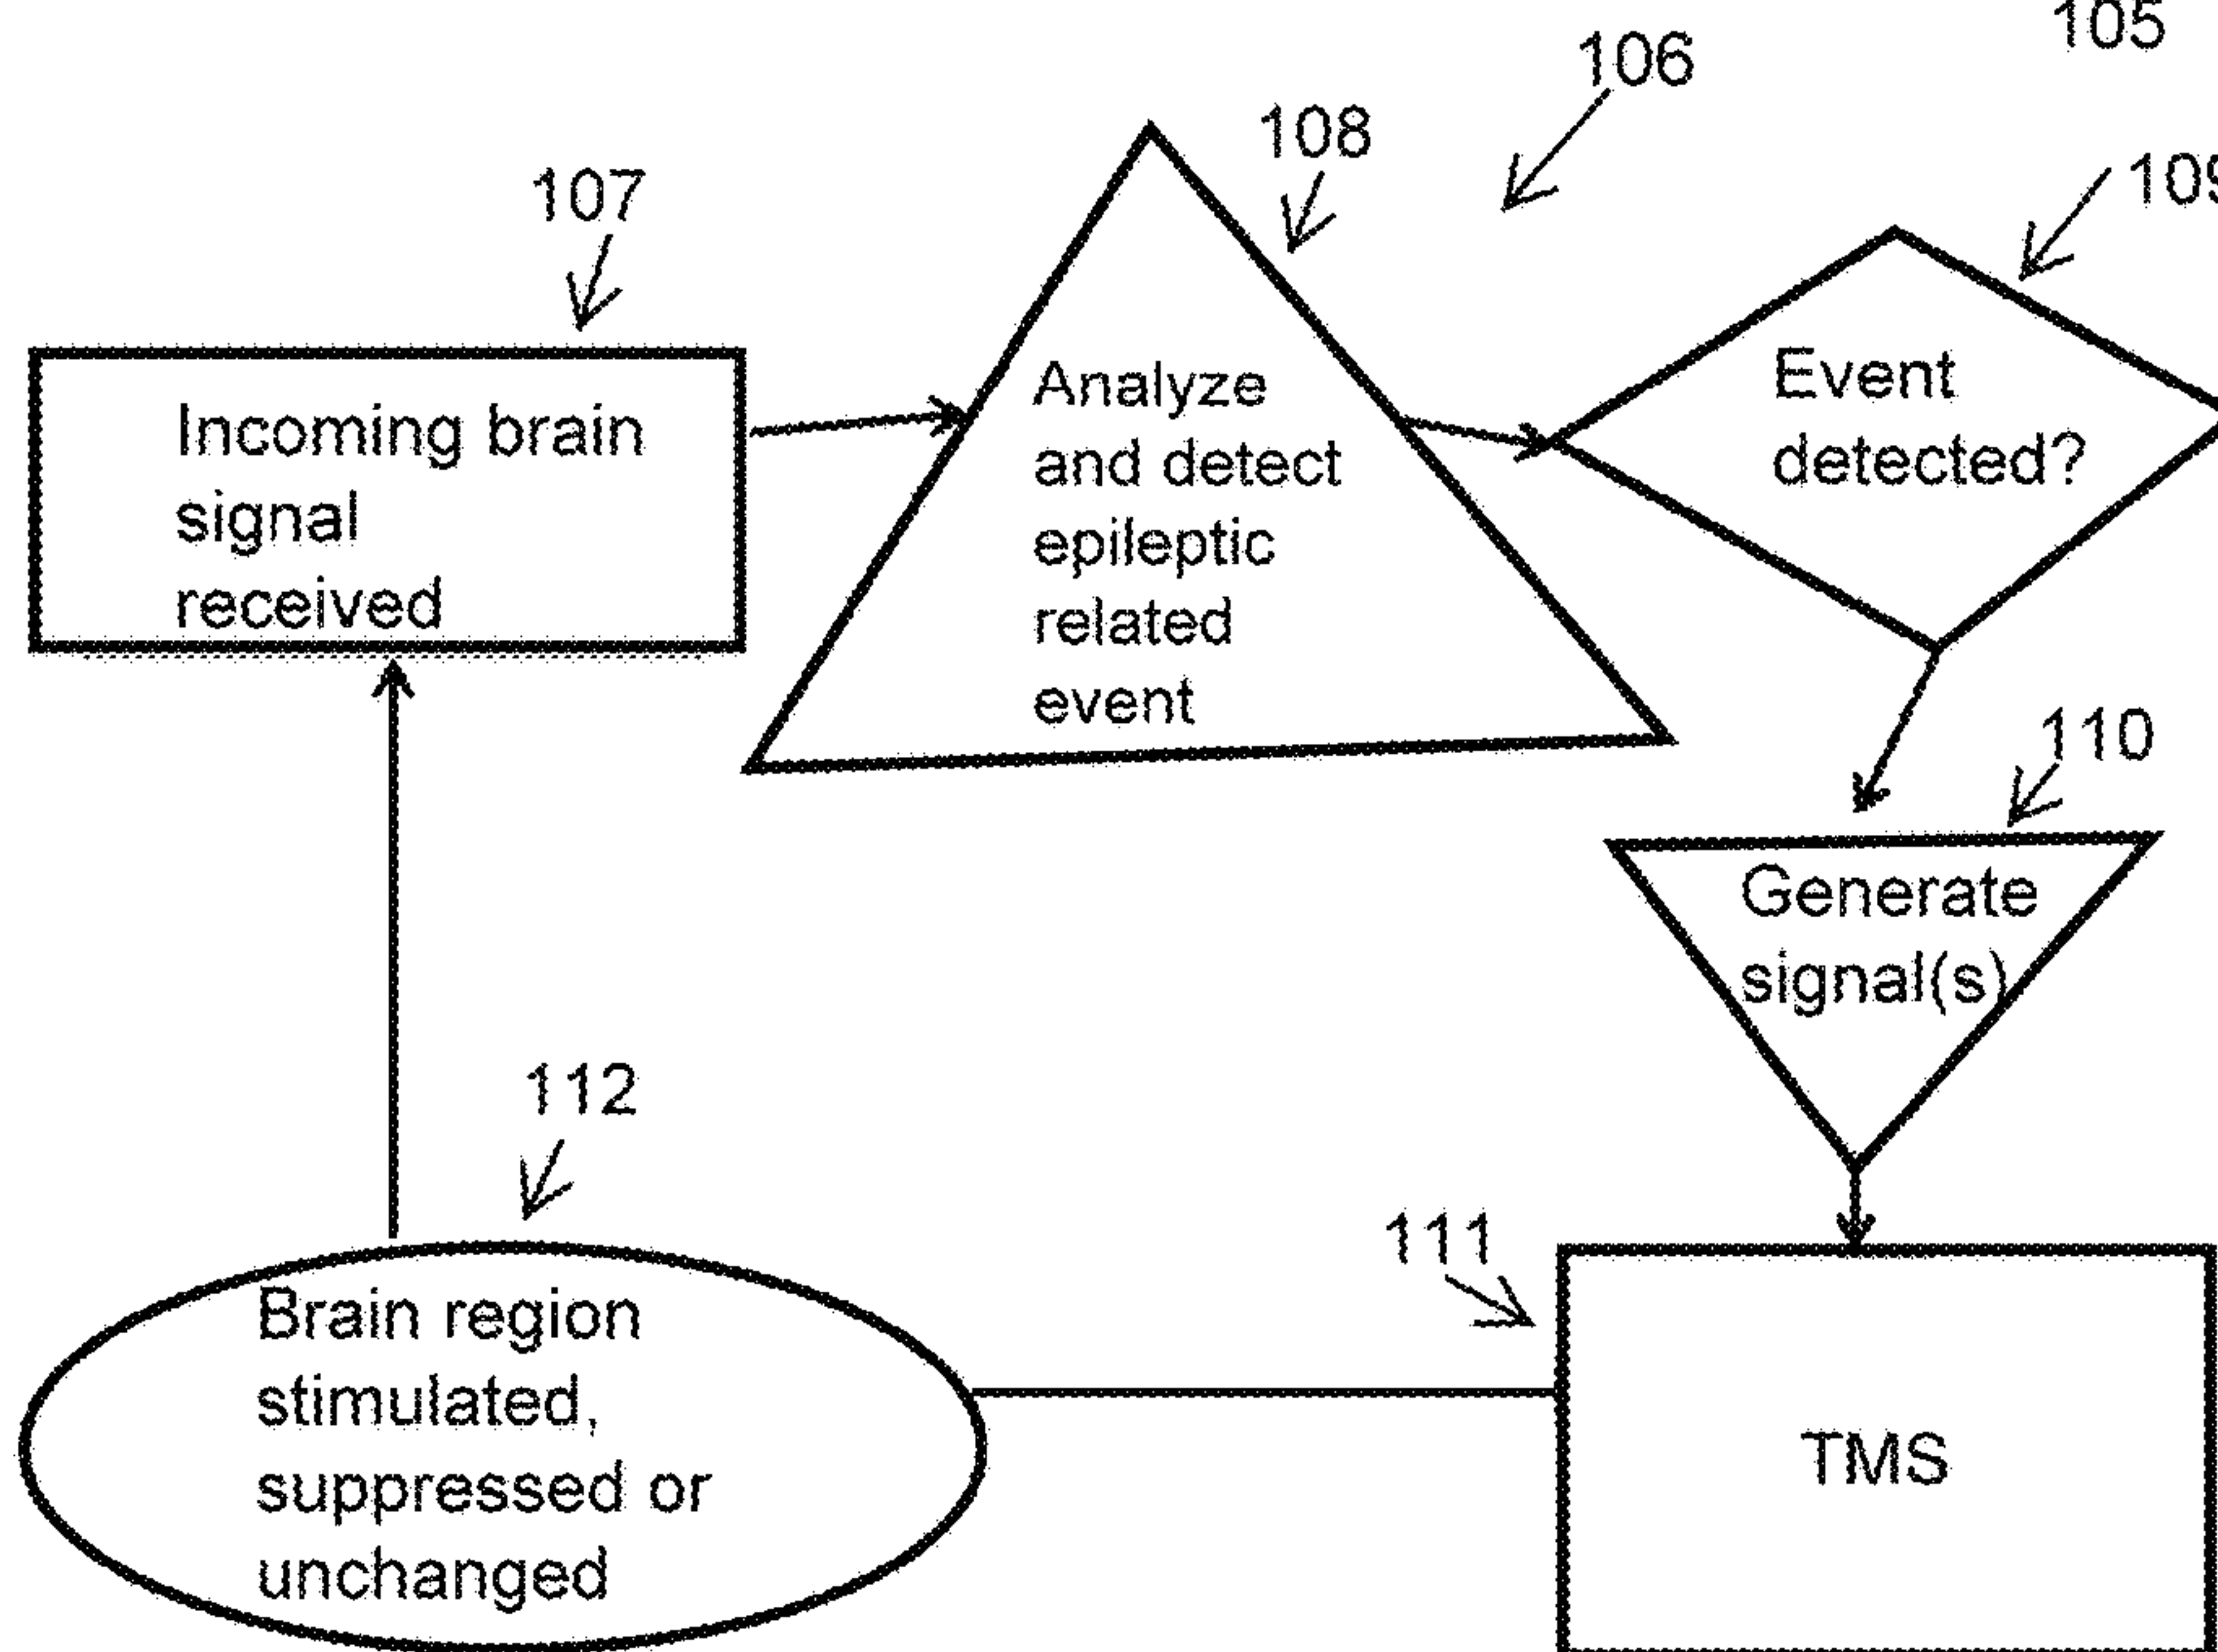 105
106
108
109
107
Incoming brain
signal
received
Analyze
and detect
epileptic
related
event
Event
detected?
110
Generate
signal(s)
112
111
Brain region
stimulated,
suppressed or
unchanged
TMS